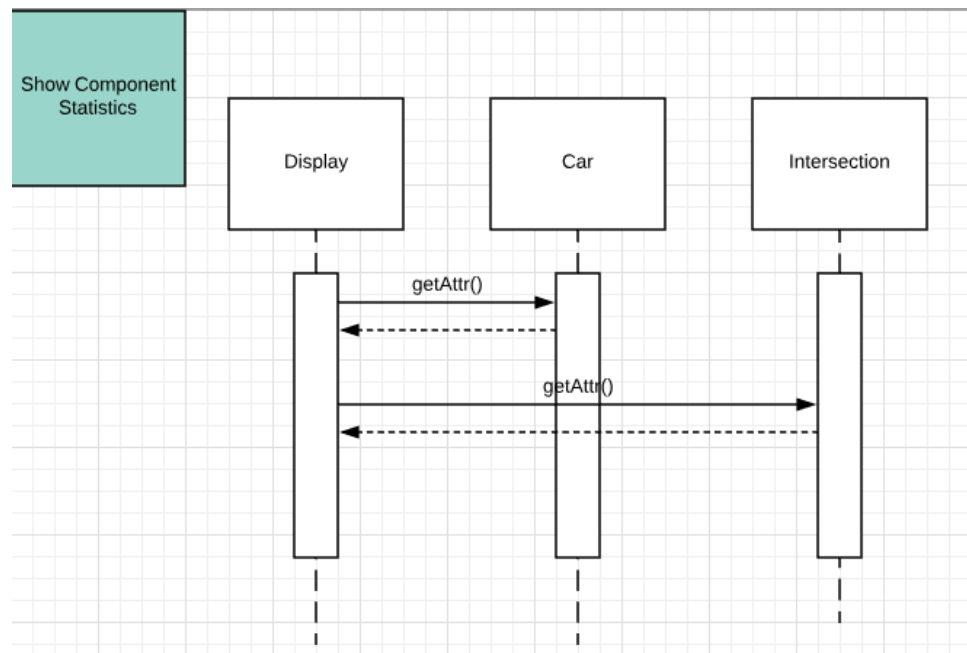 Show Component
Statistics
Display
Car
Intersection
getAttr()
getAttr()